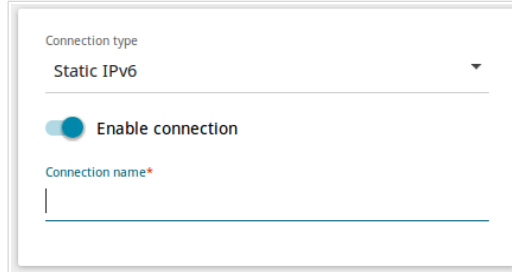 Connection type
Static IPv6
Enable connection
Connection name*